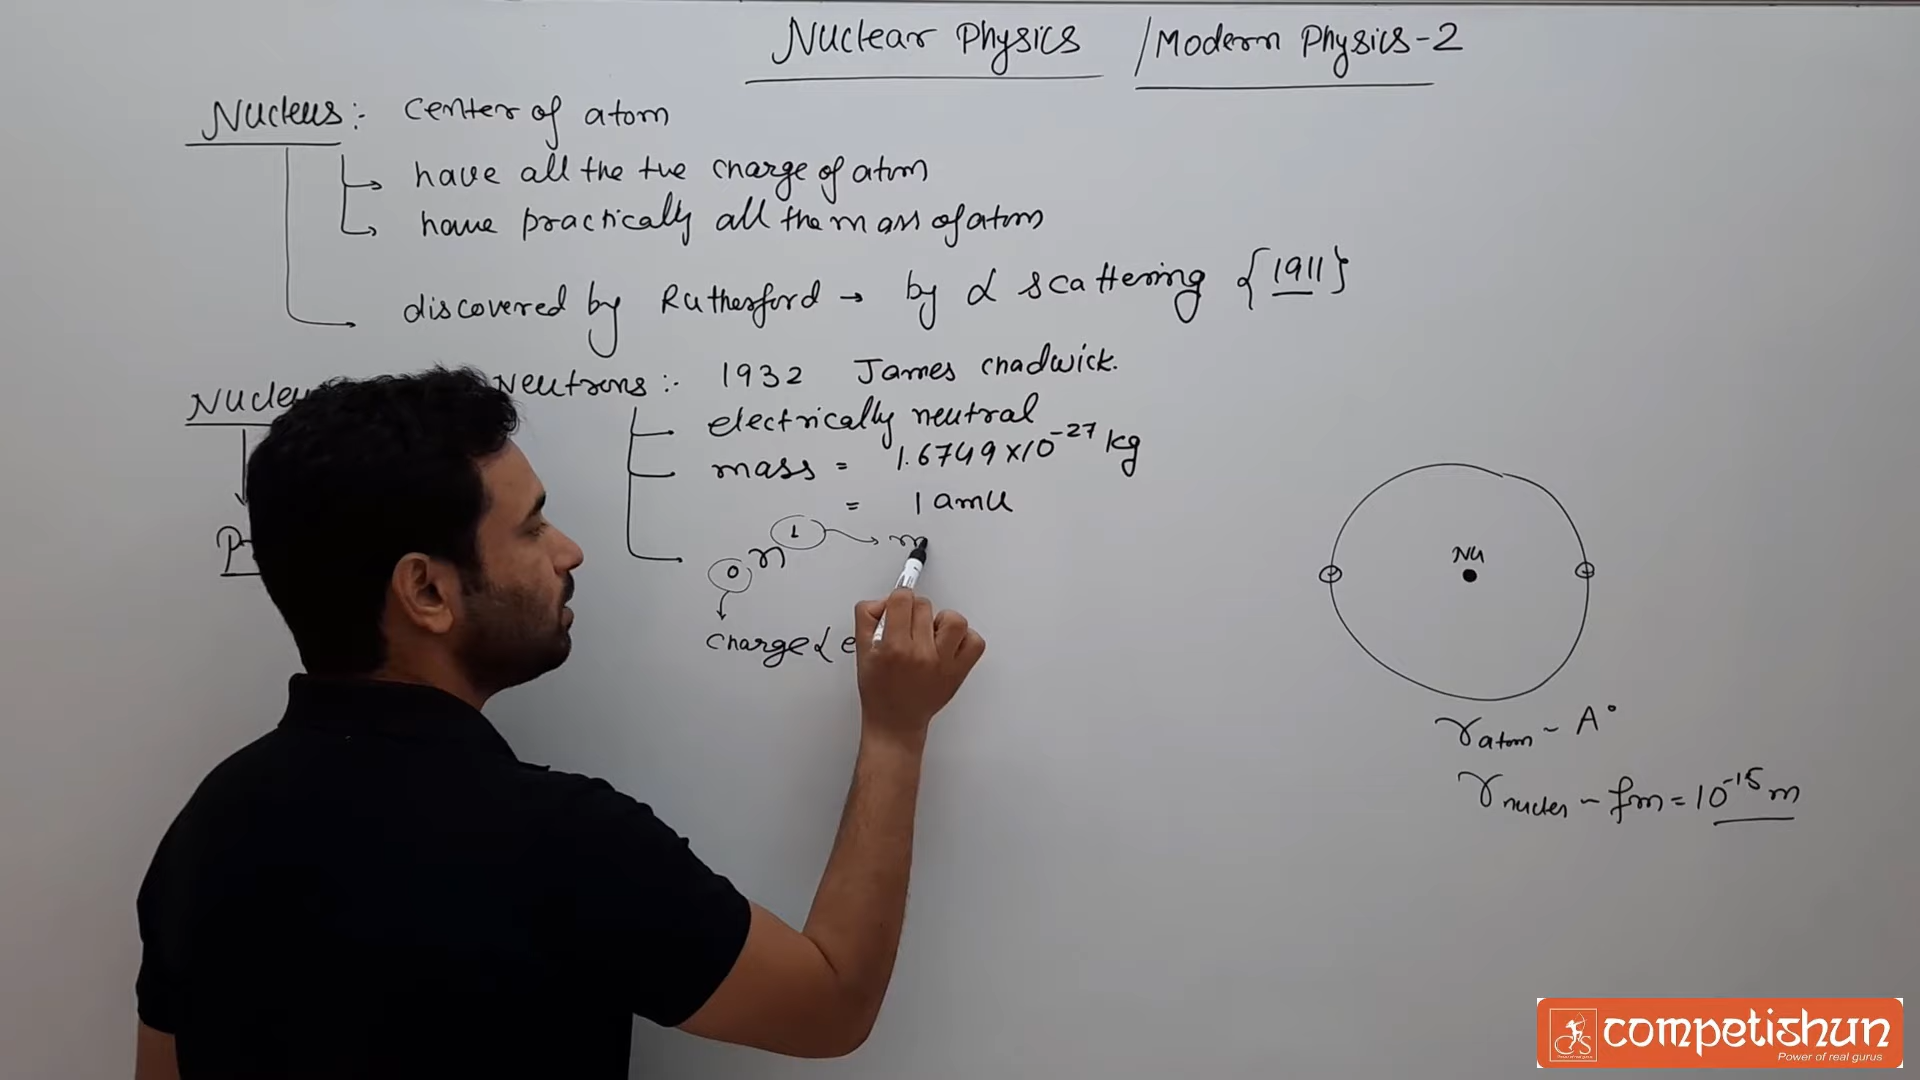 Nuclear Physics / Modern Physics-2
Nucleus :- center of atom
have all the +ve charge of atom
have practically all the mass of atom
discovered by Rutherford → by α scattering {1911}
Neutrons :- 1932 James chadwick.
electrically neutral
mass = 1.6749 × 10⁻²⁷ kg
= 1 amu
0 n 1 →
charge
Nu
r atom ~ A°
r nucles ~ fm = 10⁻¹⁵ m
competishun
Power of real gurus